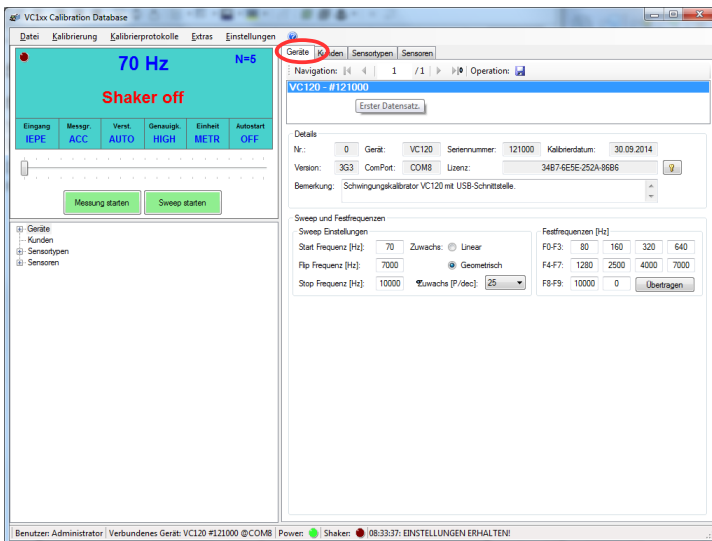 VC1xx Calibration Database
Datei Kalibrierung Kalibrierprotokolle Extras Einstellungen
70 Hz N=5
Shaker off
Eingang Messgr. Verst. Genauigk. Einheit Autostart
IEPE ACC AUTO HIGH METR OFF
Messung starten Sweep starten
Geräte
Kunden
Sensortypen
Sensoren
Geräte Kunden Sensortypen Sensoren
Navigation: 1 /1 Operation:
VC120 - #121000
Erster Datensatz.
Details
Nr.: 0 Gerät: VC120 Seriennummer: 121000 Kalibrierdatum: 30.09.2014
Version: 3G3 ComPort: COM8 Lizenz: 34B7-6E5E-252A-86B6
Bemerkung: Schwingungskalibrator VC120 mit USB-Schnittstelle.
Sweep und Festfrequenzen
Sweep Einstellungen
Start Frequenz [Hz]: 70 Zuwachs: Linear
Flip Frequenz [Hz]: 7000 Geometrisch
Stop Frequenz [Hz]: 10000 Zuwachs [P/dec]: 25
Festfrequenzen [Hz]
F0-F3: 80 160 320 640
F4-F7: 1280 2500 4000 7000
F8-F9: 10000 0 Übertragen
Benutzer: Administrator Verbundenes Gerät: VC120 #121000 @COM8 Power: Shaker: 08:33:37: EINSTELLUNGEN ERHALTEN!